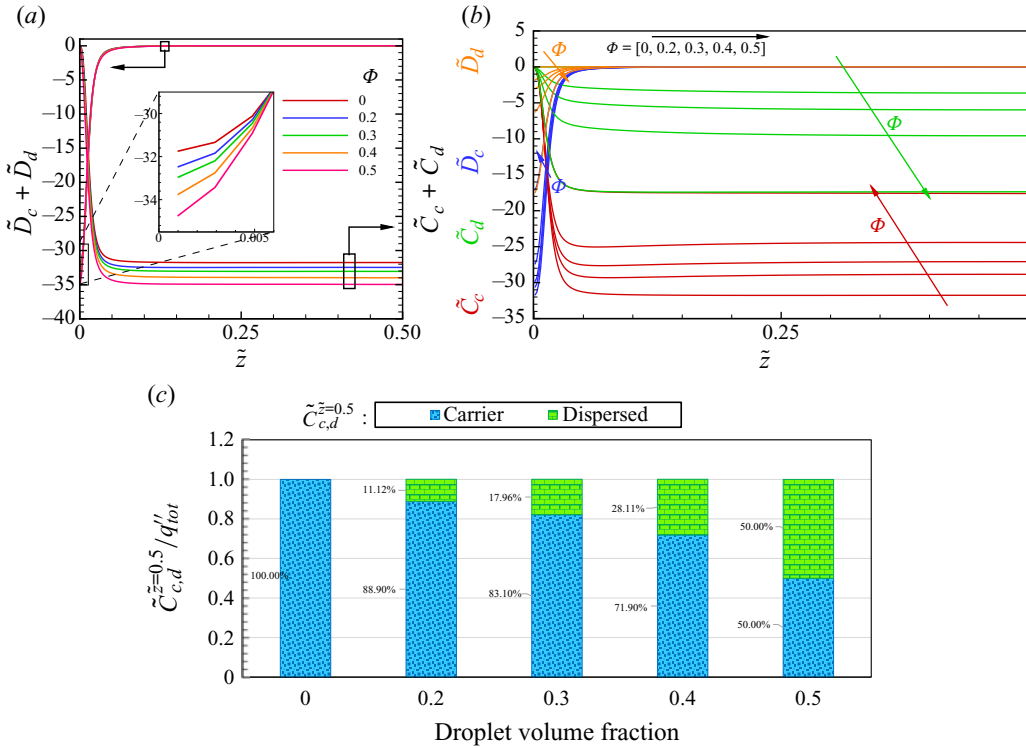 (a)
0
−5
−10
−15
−20
−25
−30
−35
−40
D̃c + D̃d
−30
−32
−34
0
0.005
Φ
0
0.2
0.3
0.4
0.5
0
0.25
0.50
z̃
C̃c + C̃d
(b)
5
0
−5
−10
−15
−20
−25
−30
−35
C̃c
C̃d
D̃c
D̃d
Φ = [0, 0.2, 0.3, 0.4, 0.5]
Φ
Φ
Φ
Φ
0
0.25
z̃
(c)
C̃c,d^z̃=0.5 :
Carrier
Dispersed
1.2
1.0
0.8
0.6
0.4
0.2
0
C̃c,d^z̃=0.5/q″tot
100.00%
11.12%
88.90%
17.96%
83.10%
28.11%
71.90%
50.00%
50.00%
0
0.2
0.3
0.4
0.5
Droplet volume fraction